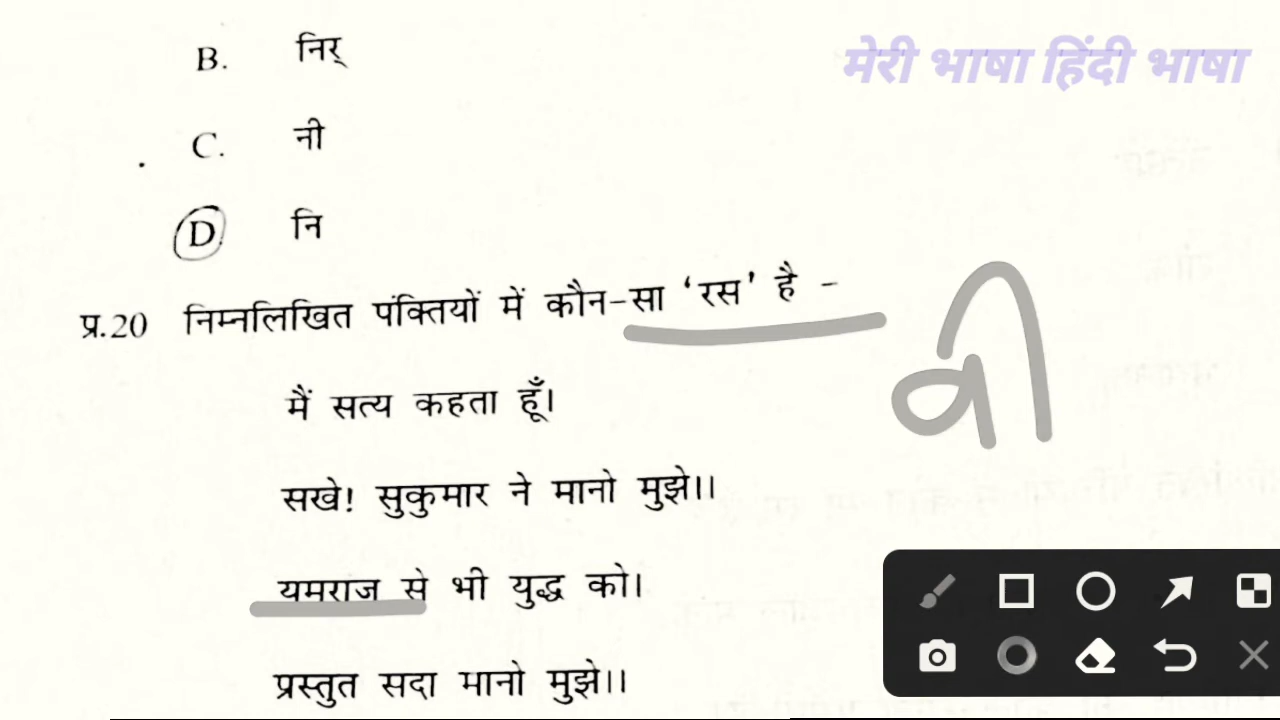 B. निर्
मेरी भाषा हिंदी भाषा
C. नी
D. नि
प्र.20 निम्नलिखित पंक्तियों में कौन-सा ‘रस’ है -
वी
मैं सत्य कहता हूँ।
सखे! सुकुमार ने मानो मुझे।।
यमराज से भी युद्ध को।
प्रस्तुत सदा मानो मुझे।।